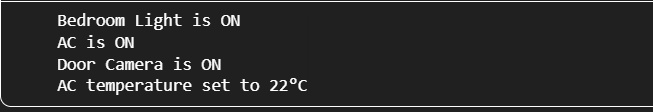 Bedroom Light is ON
AC is ON
Door Camera is ON
AC temperature set to 22°C